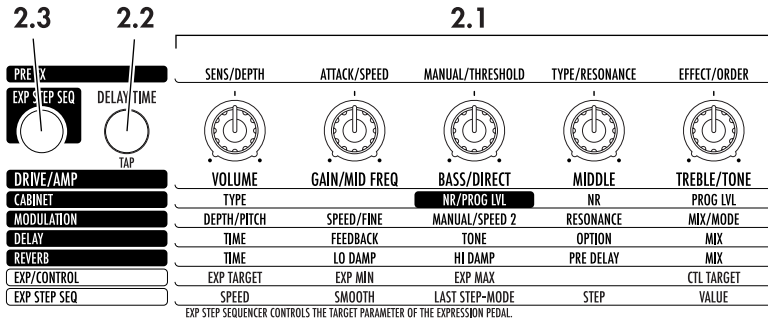 2.3 2.2 2.1
PRE FX SENS/DEPTH ATTACK/SPEED MANUAL/THRESHOLD TYPE/RESONANCE EFFECT/ORDER
EXP STEP SEQ DELAY TIME
TAP
DRIVE/AMP VOLUME GAIN/MID FREQ BASS/DIRECT MIDDLE TREBLE/TONE
CABINET TYPE NR/PROG LVL NR PROG LVL
MODULATION DEPTH/PITCH SPEED/FINE MANUAL/SPEED 2 RESONANCE MIX/MODE
DELAY TIME FEEDBACK TONE OPTION MIX
REVERB TIME LO DAMP HI DAMP PRE DELAY MIX
EXP/CONTROL EXP TARGET EXP MIN EXP MAX CTL TARGET
EXP STEP SEQ SPEED SMOOTH LAST STEP-MODE STEP VALUE
EXP STEP SEQUENCER CONTROLS THE TARGET PARAMETER OF THE EXPRESSION PEDAL.